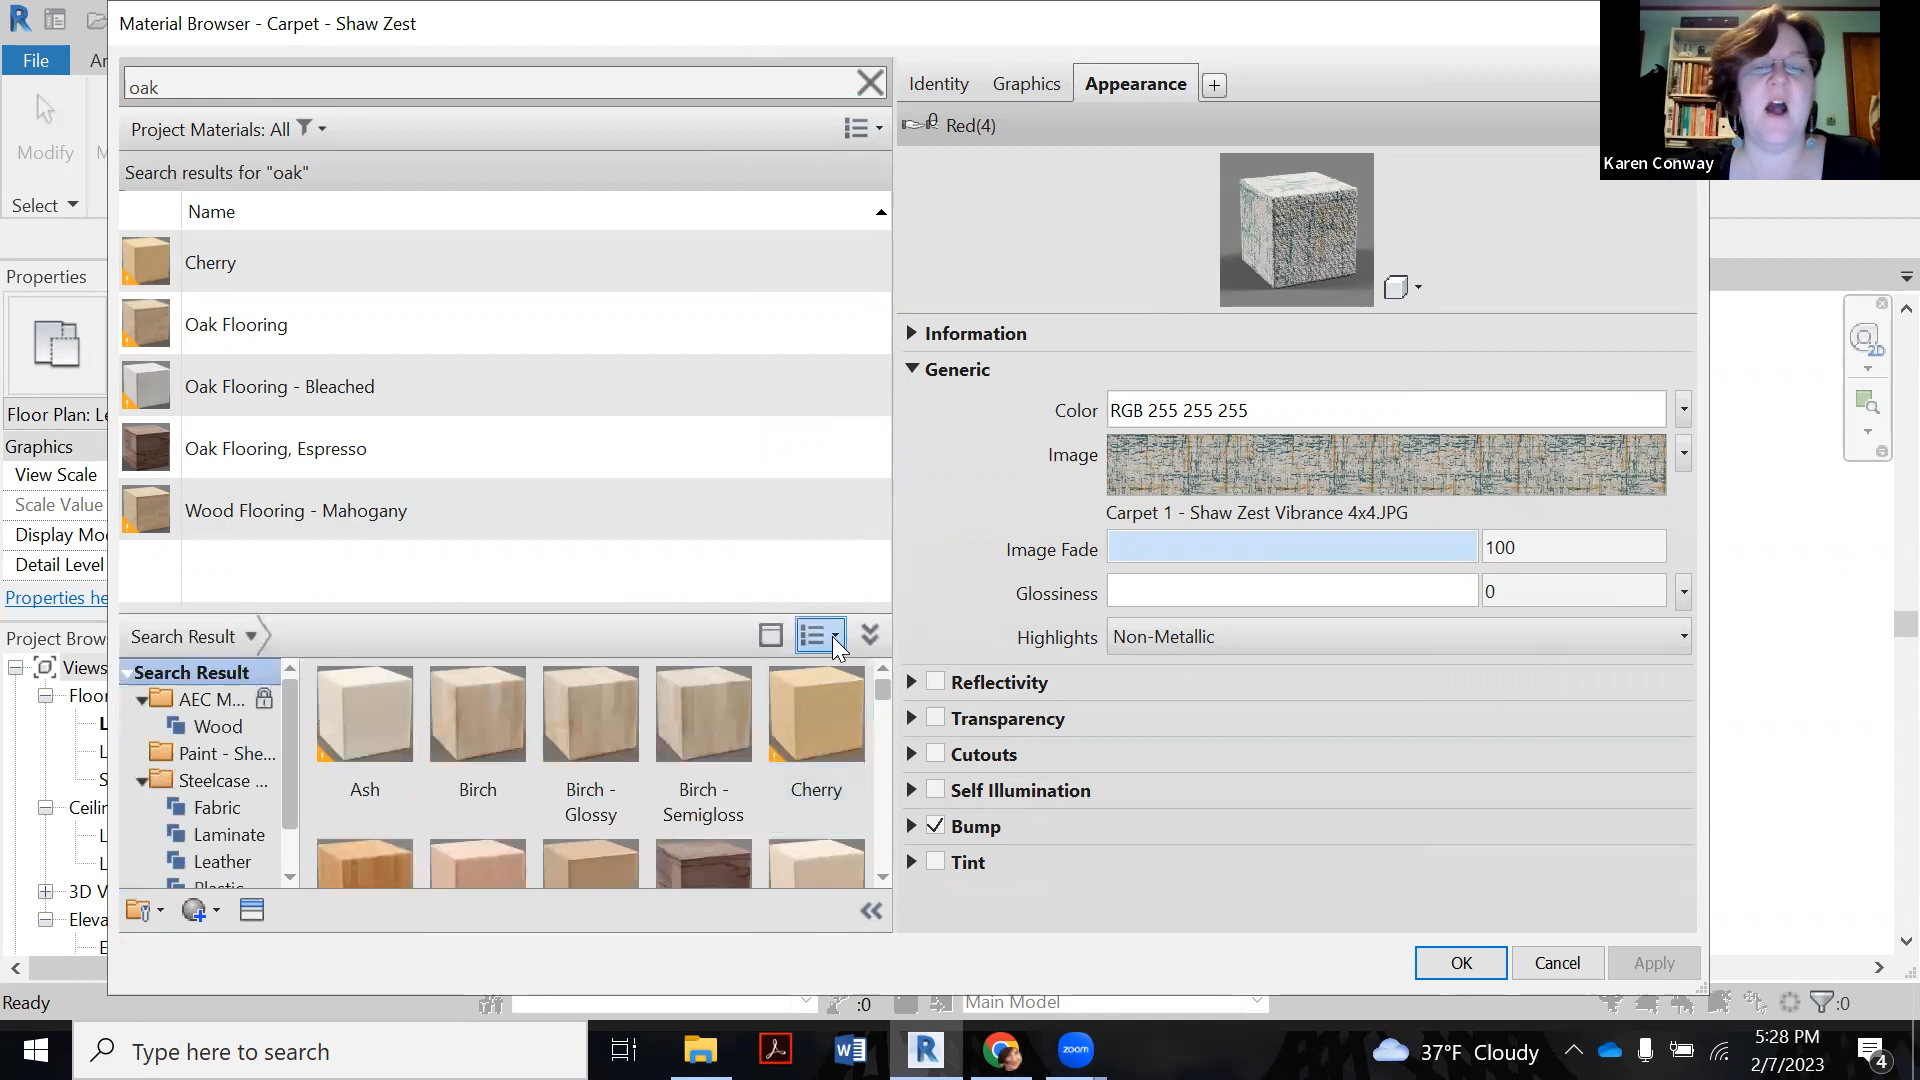 Material Browser - Carpet - Shaw Zest
File
Ar
Modify
M
Select
oak
Project Materials: All
Search results for "oak"
Name
Cherry
Oak Flooring
Oak Flooring - Bleached
Oak Flooring, Espresso
Wood Flooring - Mahogany
Search Result
Search Result
AEC M...
Wood
Paint - She...
Steelcase ...
Fabric
Laminate
Leather
Plastic
Ash
Birch
Birch - Glossy
Birch - Semigloss
Cherry
Identity
Graphics
Appearance
0
Red(4)
Information
Generic
Color
RGB 255 255 255
Image
Carpet 1 - Shaw Zest Vibrance 4x4.JPG
Image Fade
100
Glossiness
0
Highlights
Non-Metallic
Reflectivity
Transparency
Cutouts
Self Illumination
Bump
Tint
OK
Cancel
Apply
Karen Conway
2D
Properties
Floor Plan: Le
Graphics
View Scale
Scale Value
Display Mo
Detail Level
Properties he
Project Brow
Views
Floor
L
L
S
Ceilin
L
L
3D V
Eleva
E
Ready
:0
Main Model
:0
Type here to search
zoom
37°F Cloudy
5:28 PM
2/7/2023
4